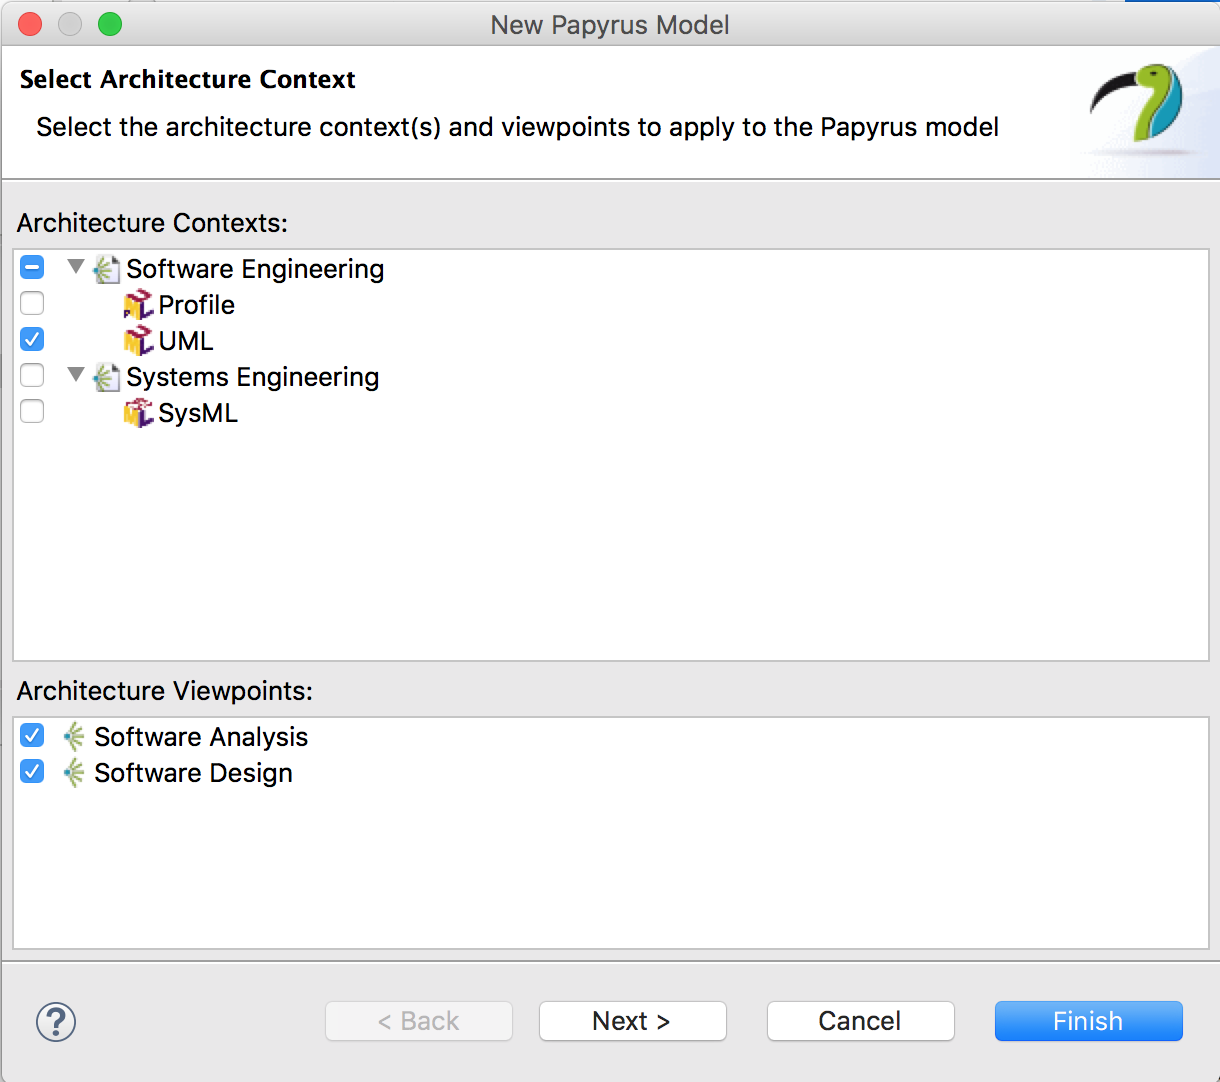 New Papyrus Model
Select Architecture Context
Select the architecture context(s) and viewpoints to apply to the Papyrus model
Architecture Contexts:
Software Engineering
Profile
UML
Systems Engineering
SysML
Architecture Viewpoints:
Software Analysis
Software Design
? < Back Next > Cancel Finish